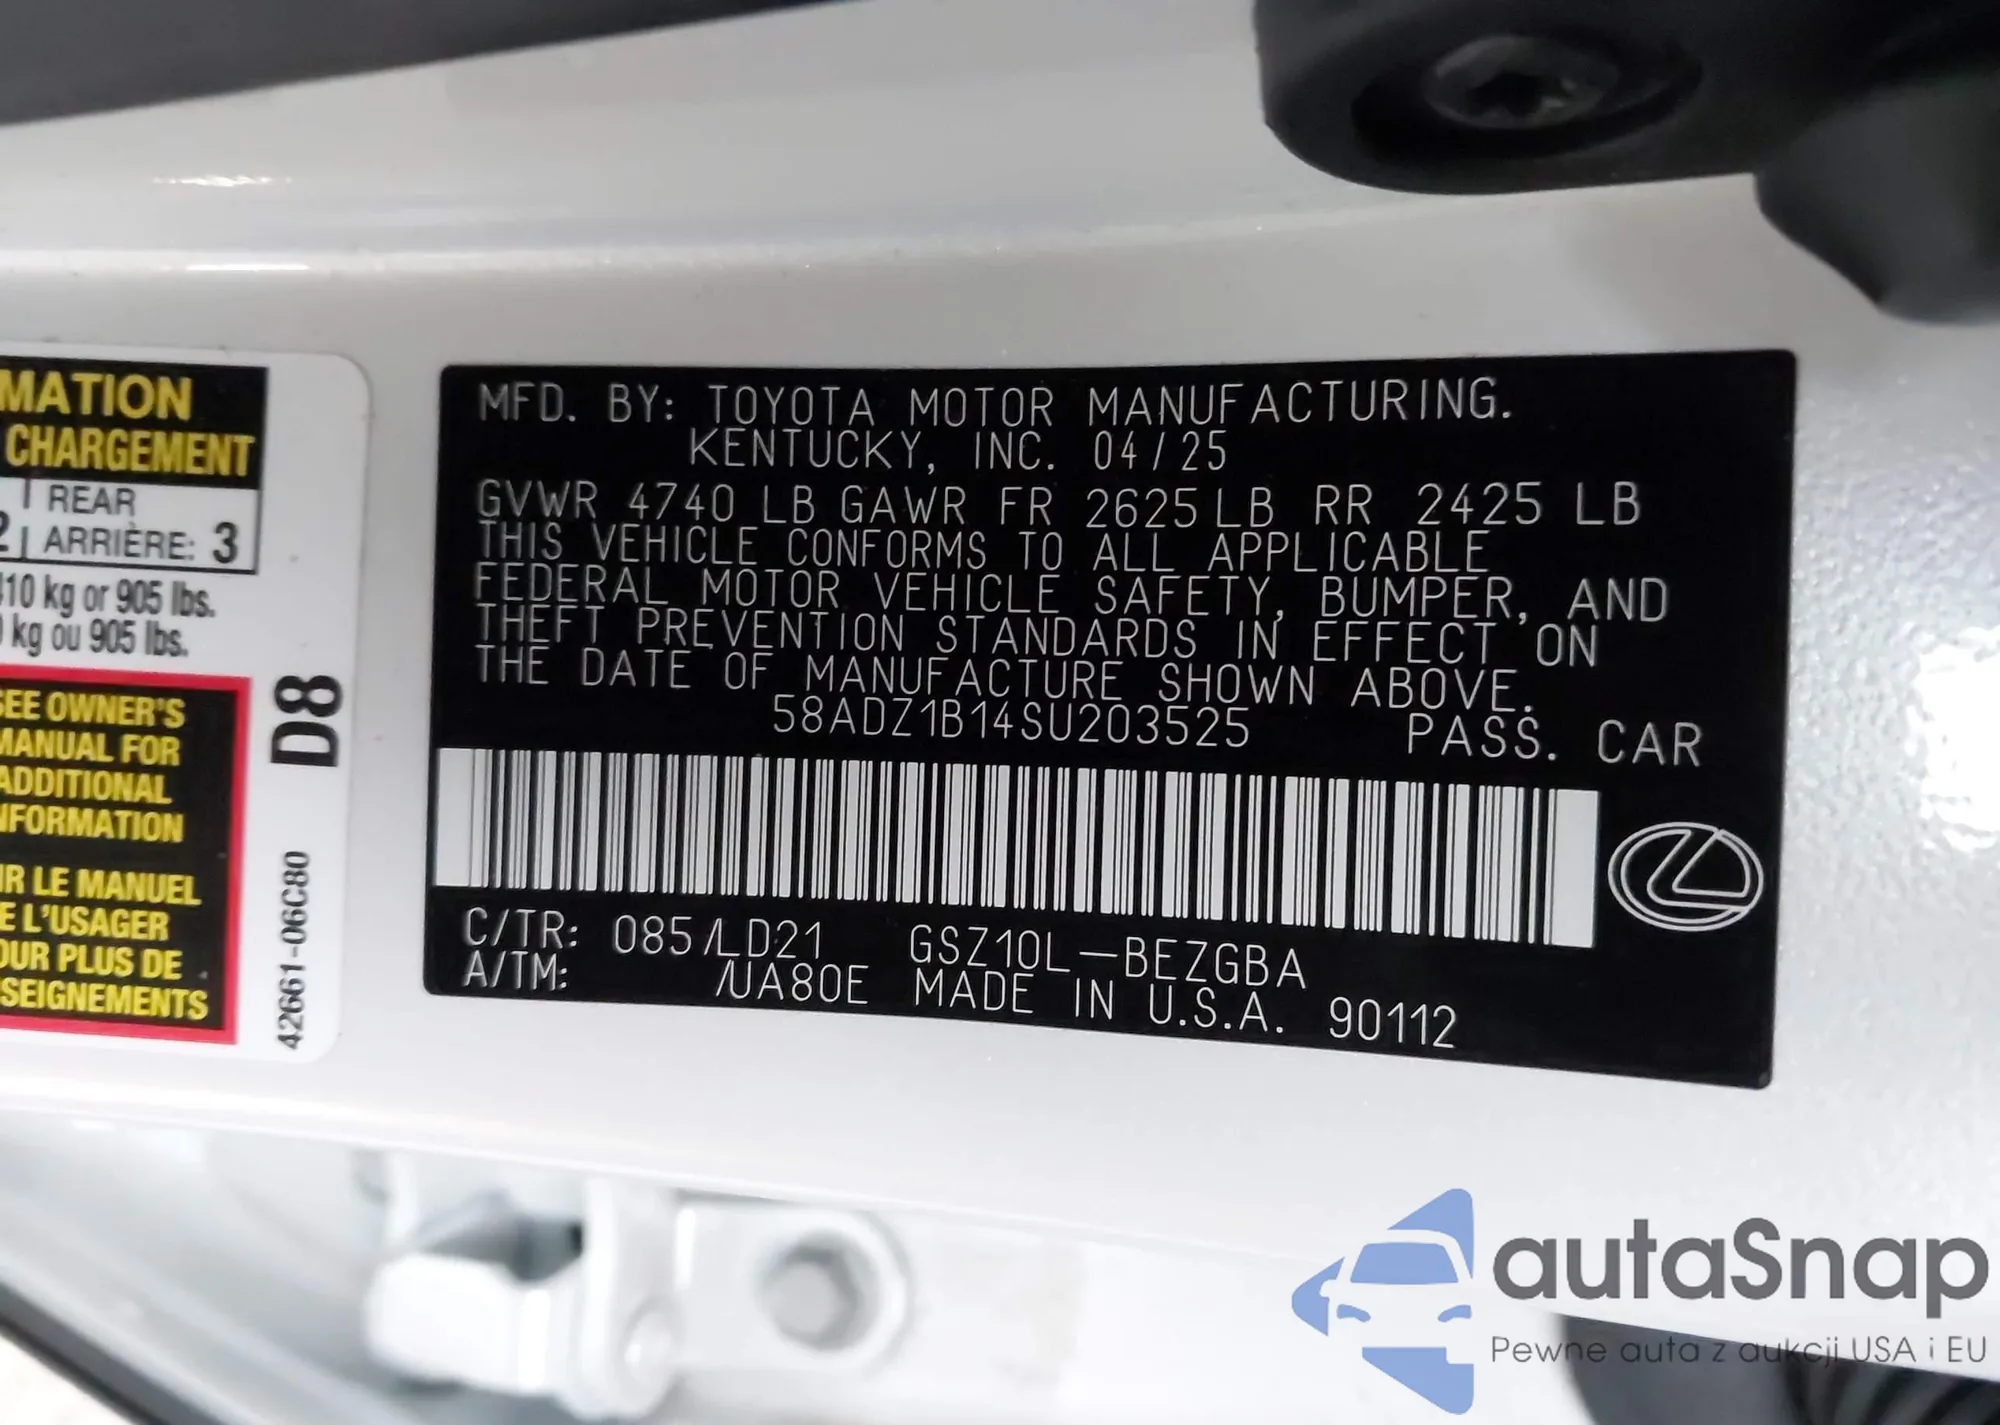 MATION
CHARGEMENT
REAR
2 ARRIÈRE: 3
410 kg or 905 lbs.
0 kg ou 905 lbs.
SEE OWNER'S
MANUAL FOR
ADDITIONAL
INFORMATION
LE MANUEL
L'USAGER
POUR PLUS DE
SEIGNEMENTS
D8
42661-06C80
MFD. BY: TOYOTA MOTOR MANUFACTURING.
KENTUCKY, INC. 04/25
GVWR 4740 LB GAWR FR 2625 LB RR 2425 LB
THIS VEHICLE CONFORMS TO ALL APPLICABLE
FEDERAL MOTOR VEHICLE SAFETY, BUMPER, AND
THEFT PREVENTION STANDARDS IN EFFECT ON
THE DATE OF MANUFACTURE SHOWN ABOVE.
58ADZ1B14SU203525 PASS. CAR
C/TR: 085/LD21 GSZ10L-BEZGBA
A/TM: /UA80E MADE IN U.S.A. 90112
autaSnap
Pewne auta z aukcji USA i EU